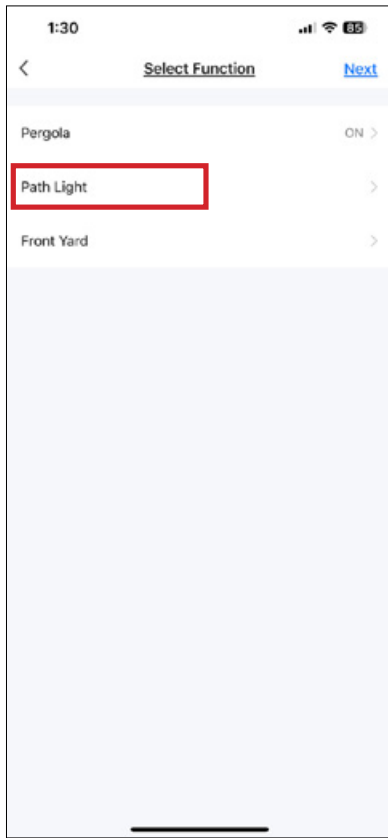 1:30 85
Select Function Next
Pergola ON
Path Light
Front Yard